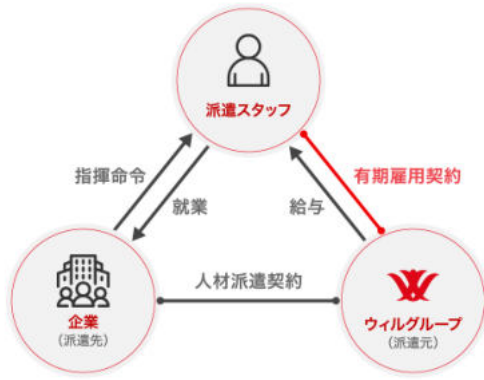 派遣スタッフ
指揮命令
有期雇用契約
就業
給与
人材派遣契約
企業
(派遣先)
ウィルグループ
(派遣元)